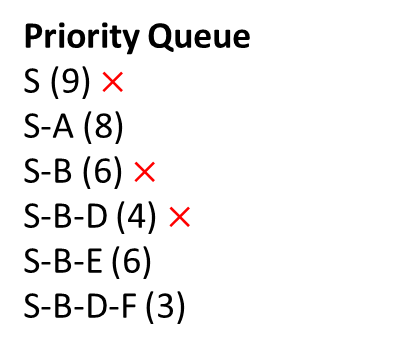 Priority Queue
S (9) ×
S-A (8)
S-B (6) ×
S-B-D (4) ×
S-B-E (6)
S-B-D-F (3)